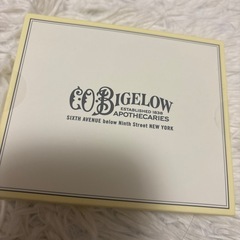 C.O. BIGELOW
ESTABLISHED 1838
APOTHECARIES
SIXTH AVENUE below Ninth Street NEW YORK